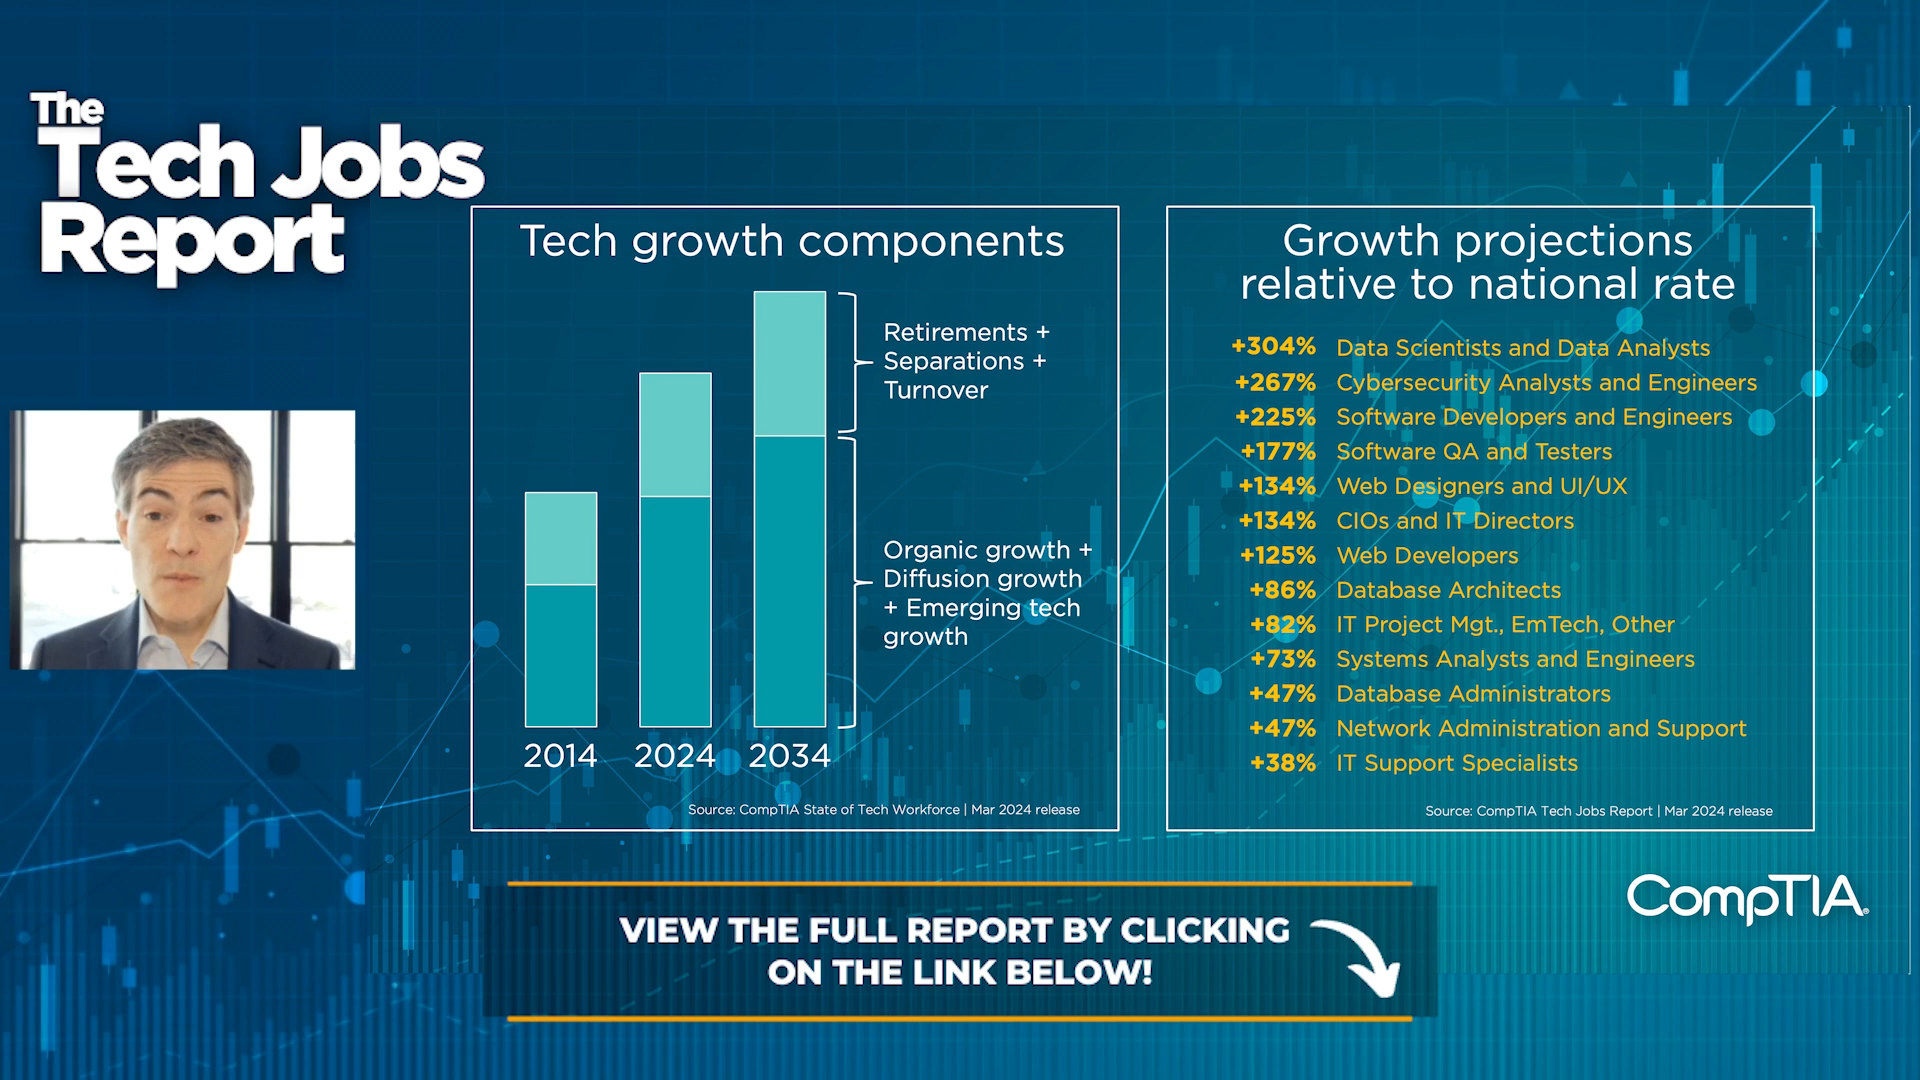 The
Tech Jobs
Report
Tech growth components
Retirements +
Separations +
Turnover
Organic growth +
Diffusion growth
+ Emerging tech
growth
2014 2024 2034
Source: CompTIA State of Tech Workforce | Mar 2024 release
Growth projections
relative to national rate
+304% Data Scientists and Data Analysts
+267% Cybersecurity Analysts and Engineers
+225% Software Developers and Engineers
+177% Software QA and Testers
+134% Web Designers and UI/UX
+134% CIOs and IT Directors
+125% Web Developers
+86% Database Architects
+82% IT Project Mgt., EmTech, Other
+73% Systems Analysts and Engineers
+47% Database Administrators
+47% Network Administration and Support
+38% IT Support Specialists
Source: CompTIA Tech Jobs Report | Mar 2024 release
CompTIA®
VIEW THE FULL REPORT BY CLICKING
ON THE LINK BELOW!